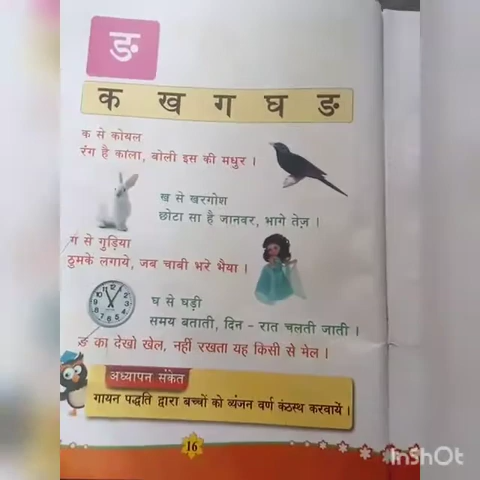 ङ
क ख ग घ ङ
क से कोयल
रंग है काला, बोली इस की मधुर ।
ख से खरगोश
छोटा सा है जानवर, भागे तेज़ ।
ग से गुड़िया
ठुमके लगाये, जब चाबी भरे भैया ।
घ से घड़ी
समय बताती, दिन - रात चलती जाती ।
ङ का देखो खेल, नहीं रखता यह किसी से मेल ।
अध्यापन संकेत
गायन पद्धति द्वारा बच्चों को व्यंजन वर्ण कंठस्थ करवायें ।
16
InShOt